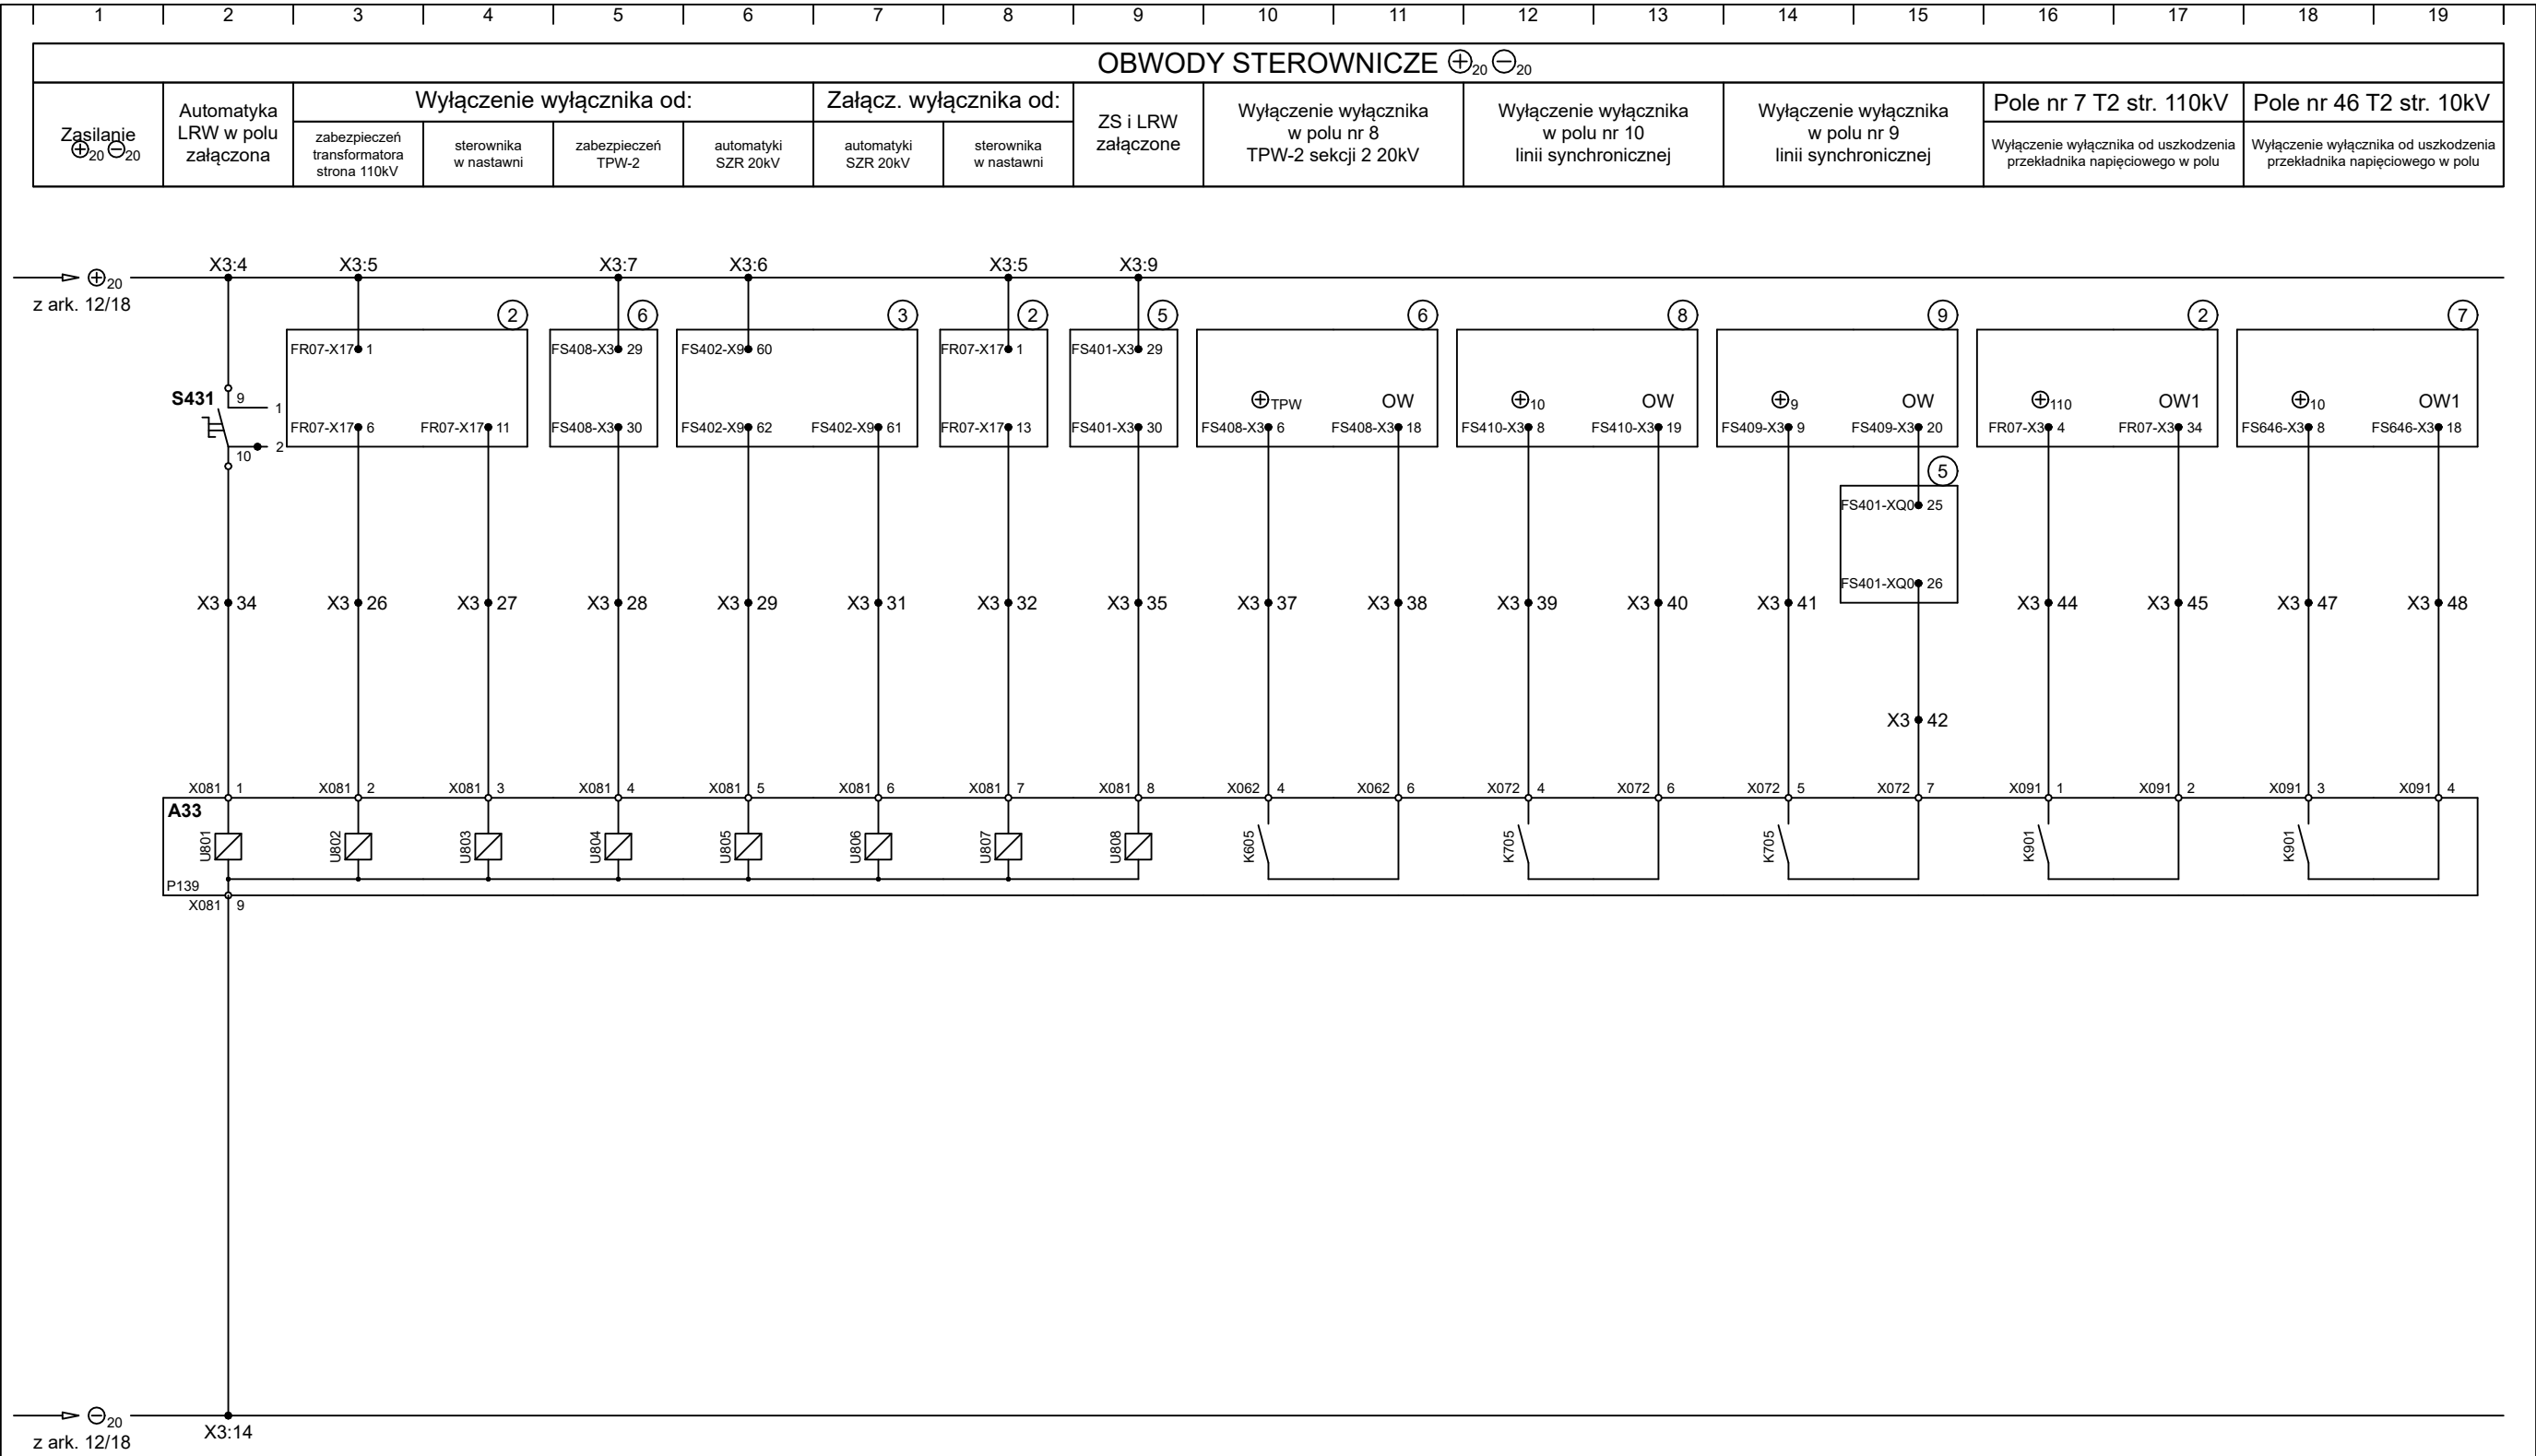 1 2 3 4 5 6 7 8 9 10 11 12 13 14 15 16 17 18 19
OBWODY STEROWNICZE ⊕20 ⊖20
Zasilanie
⊕20 ⊖20
Automatyka
LRW w polu
załączona
Wyłączenie wyłącznika od:
zabezpieczeń
transformatora
strona 110kV
sterownika
w nastawni
zabezpieczeń
TPW-2
automatyki
SZR 20kV
Załącz. wyłącznika od:
automatyki
SZR 20kV
sterownika
w nastawni
ZS i LRW
załączone
Wyłączenie wyłącznika
w polu nr 8
TPW-2 sekcji 2 20kV
Wyłączenie wyłącznika
w polu nr 10
linii synchronicznej
Wyłączenie wyłącznika
w polu nr 9
linii synchronicznej
Pole nr 7 T2 str. 110kV
Wyłączenie wyłącznika od uszkodzenia
przekładnika napięciowego w polu
Pole nr 46 T2 str. 10kV
Wyłączenie wyłącznika od uszkodzenia
przekładnika napięciowego w polu
X3:4 X3:5 X3:7 X3:6 X3:5 X3:9
⊕20
z ark. 12/18
2 6 3 2 5 6 8 9 2 7
FR07-X17 1 FS408-X3 29 FS402-X9 60 FR07-X17 1 FS401-X3 29
S431 9 1
10 2
⊕TPW OW ⊕10 OW ⊕9 OW ⊕110 OW1 ⊕10 OW1
FR07-X17 6 FR07-X17 11 FS408-X3 30 FS402-X9 62 FS402-X9 61 FR07-X17 13 FS401-X3 30 FS408-X3 6 FS408-X3 18 FS410-X3 8 FS410-X3 19 FS409-X3 9 FS409-X3 20 FR07-X3 4 FR07-X3 34 FS646-X3 8 FS646-X3 18
5
FS401-XQ0 25
FS401-XQ0 26
X3 34 X3 26 X3 27 X3 28 X3 29 X3 31 X3 32 X3 35 X3 37 X3 38 X3 39 X3 40 X3 41 X3 44 X3 45 X3 47 X3 48
X3 42
X081 1 X081 2 X081 3 X081 4 X081 5 X081 6 X081 7 X081 8 X062 4 X062 6 X072 4 X072 6 X072 5 X072 7 X091 1 X091 2 X091 3 X091 4
A33
U801 U802 U803 U804 U805 U806 U807 U808 K605 K705 K705 K901 K901
P139
X081 9
⊖20
z ark. 12/18
X3:14